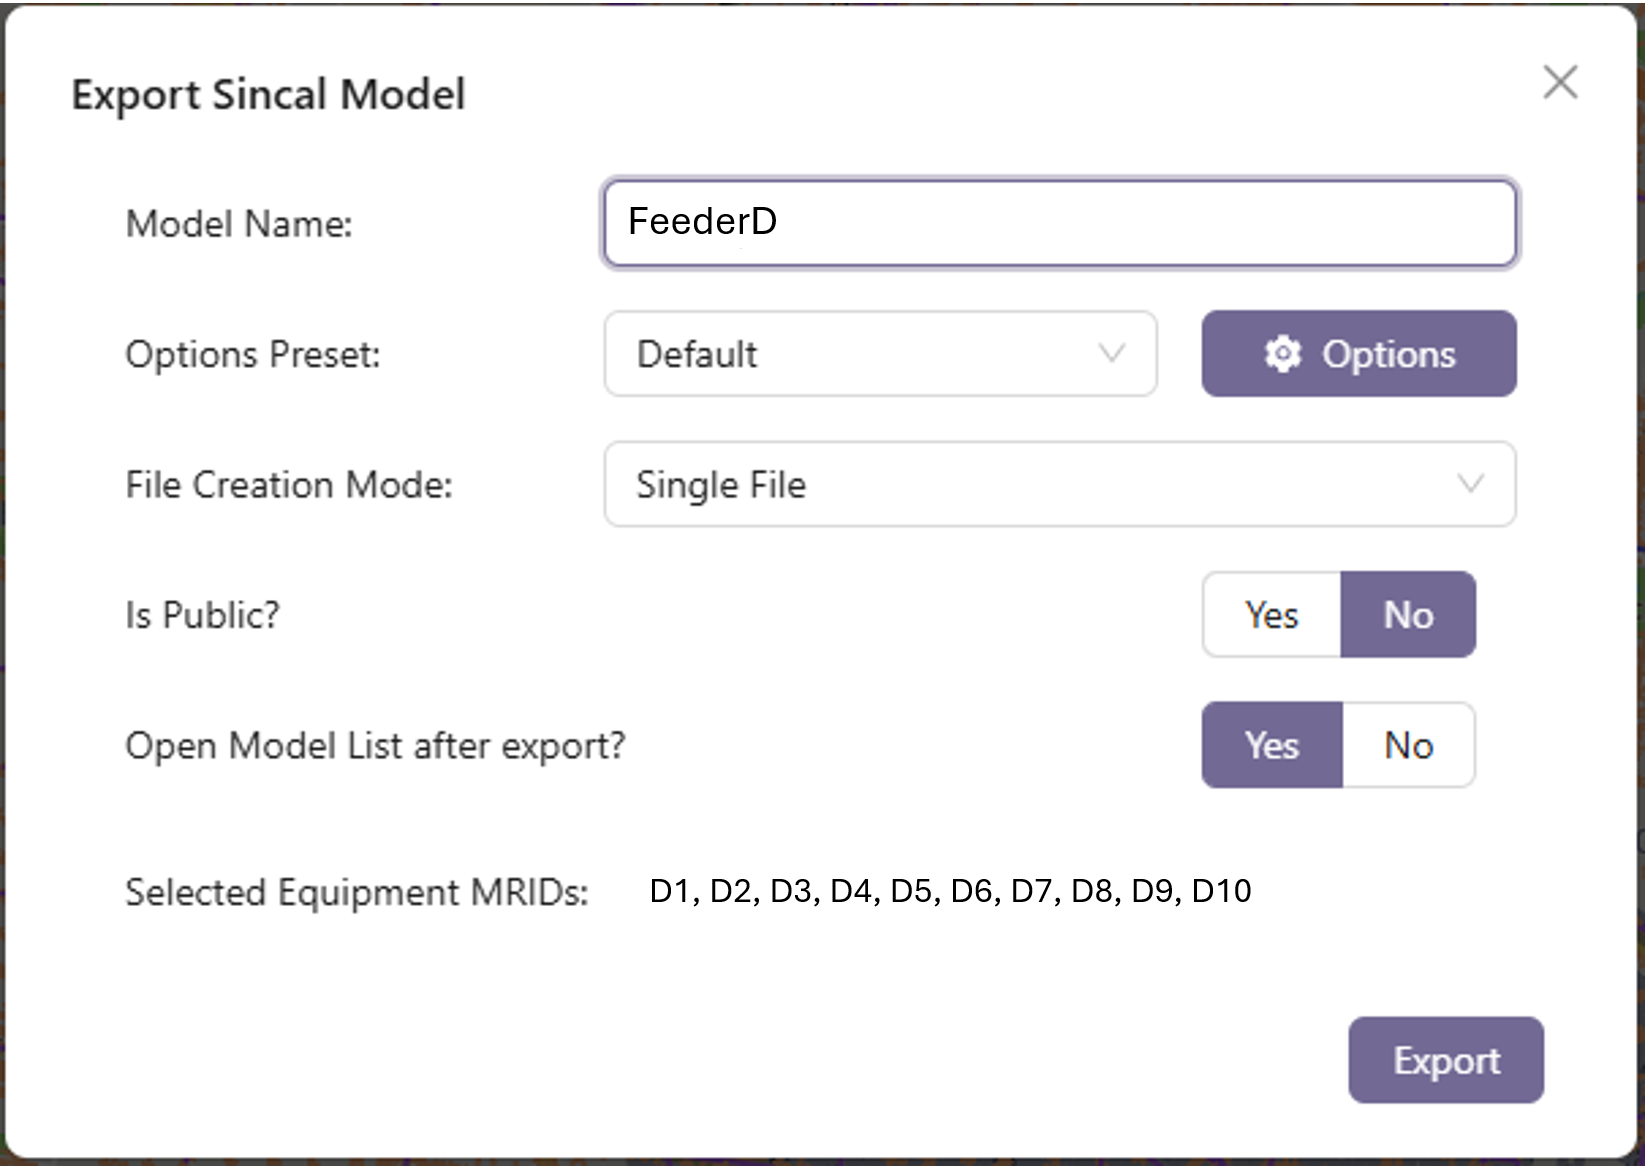 Export Sincal Model
Model Name: FeederD
Options Preset: Default Options
File Creation Mode: Single File
Is Public? Yes No
Open Model List after export? Yes No
Selected Equipment MRIDs: D1, D2, D3, D4, D5, D6, D7, D8, D9, D10
Export